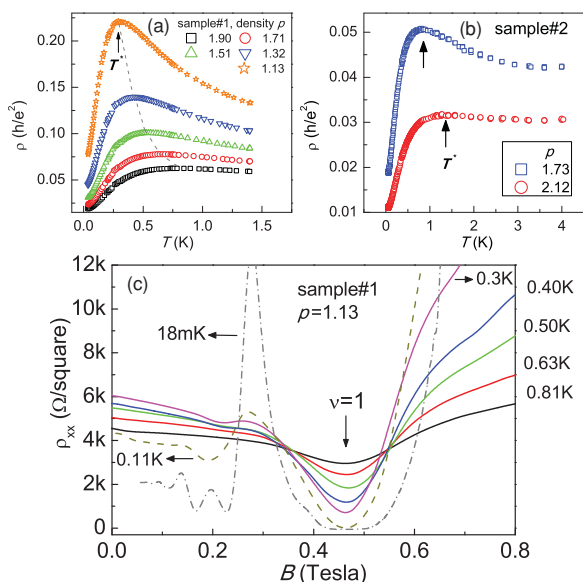 (a) sample#1, density p
1.90 1.71
1.51 1.32
1.13
T*
ρ (h/e²)
0.20
0.15
0.10
0.05
0.0 0.5 1.0 1.5
T (K)
(b) sample#2
ρ (h/e²)
0.05
0.04
0.03
0.02
0.01
T*
p
1.73
2.12
0 1 2 3 4
T (K)
(c) sample#1
p=1.13
18mK
0.11K
ν=1
0.3K
0.40K
0.50K
0.63K
0.81K
ρxx (Ω/square)
12k
10k
8k
6k
4k
2k
0
0.0 0.2 0.4 0.6 0.8
B (Tesla)